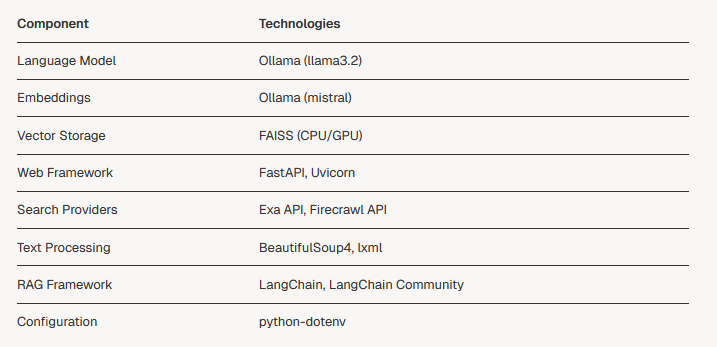 Component Technologies
Language Model Ollama (llama3.2)
Embeddings Ollama (mistral)
Vector Storage FAISS (CPU/GPU)
Web Framework FastAPI, Uvicorn
Search Providers Exa API, Firecrawl API
Text Processing BeautifulSoup4, lxml
RAG Framework LangChain, LangChain Community
Configuration python-dotenv